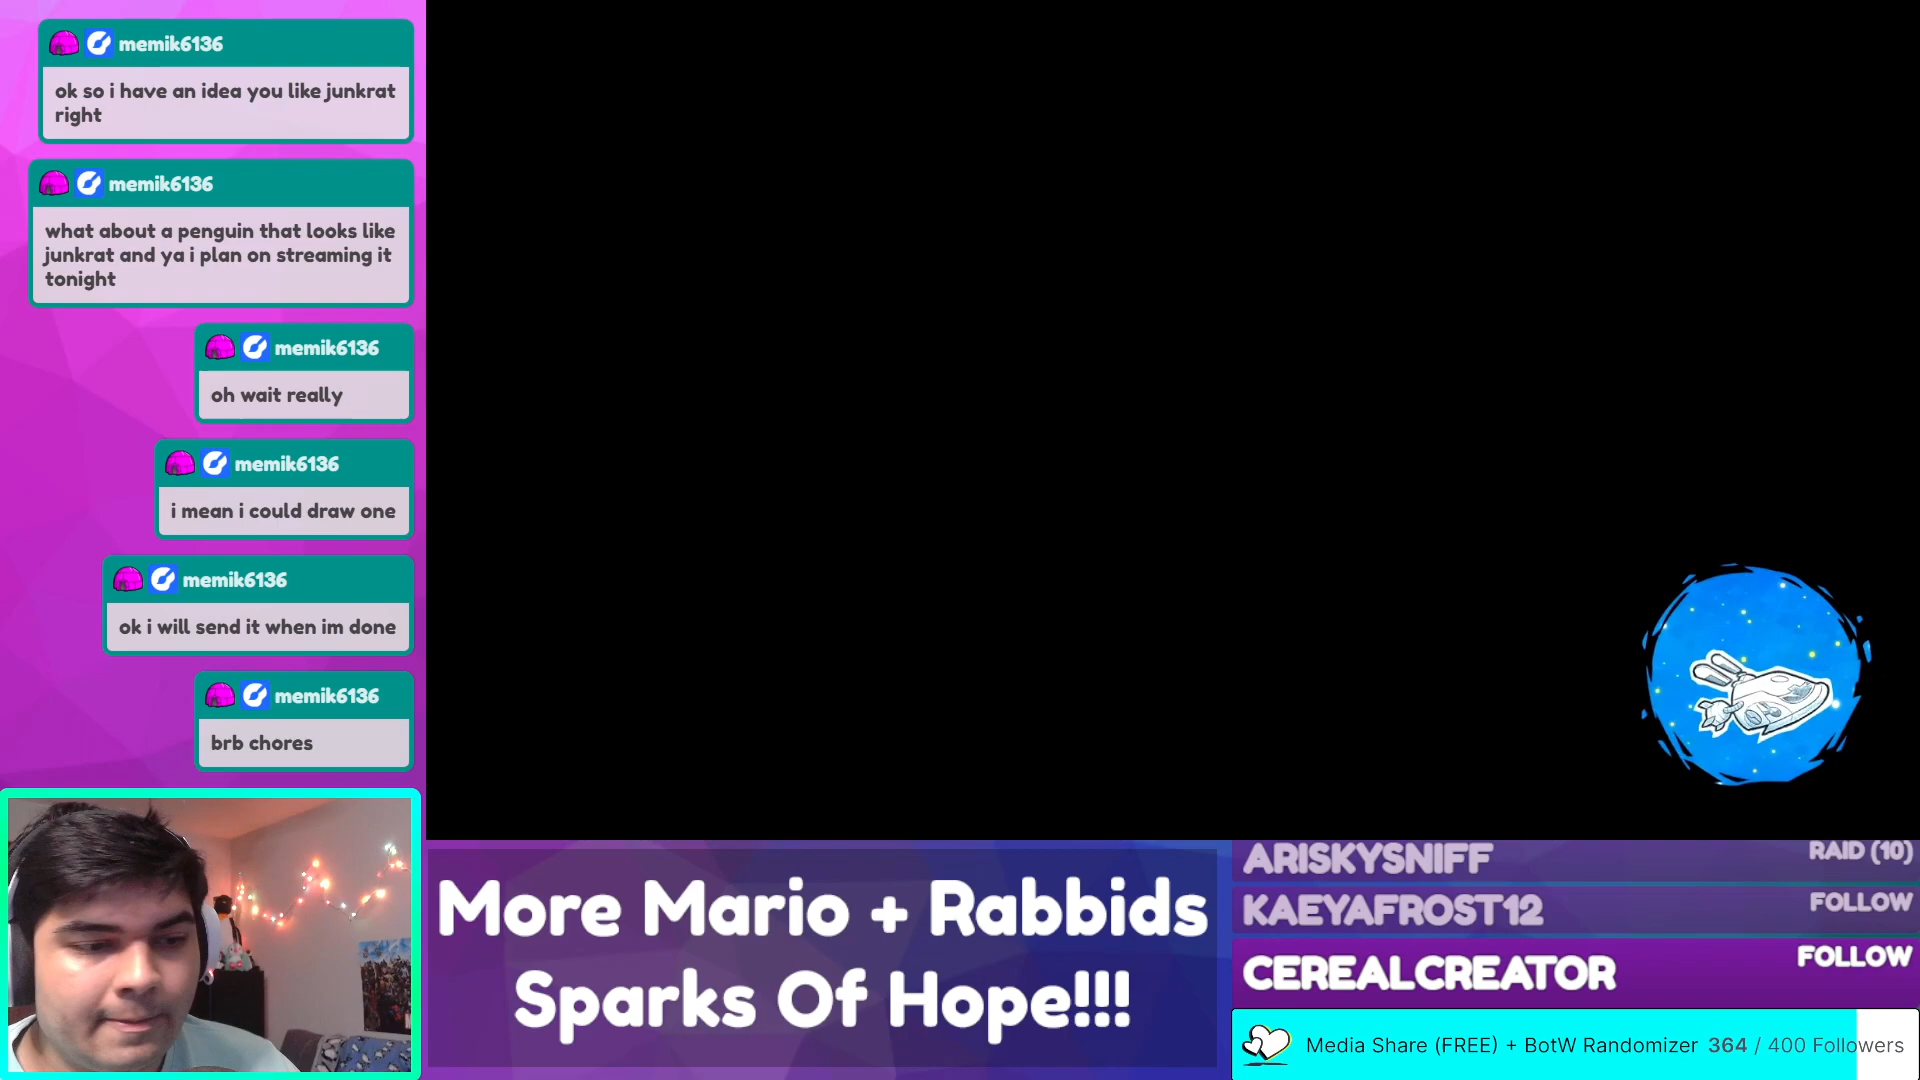 memik6136
ok so i have an idea you like junkrat
right
memik6136
what about a penguin that looks like
junkrat and ya i plan on streaming it
tonight
memik6136
oh wait really
memik6136
i mean i could draw one
memik6136
ok i will send it when im done
memik6136
brb chores
More Mario + Rabbids
Sparks Of Hope!!!
ARISKYSNIFF RAID (10)
KAEYAFROST12 FOLLOW
CEREALCREATOR FOLLOW
Media Share (FREE) + BotW Randomizer 364 / 400 Followers